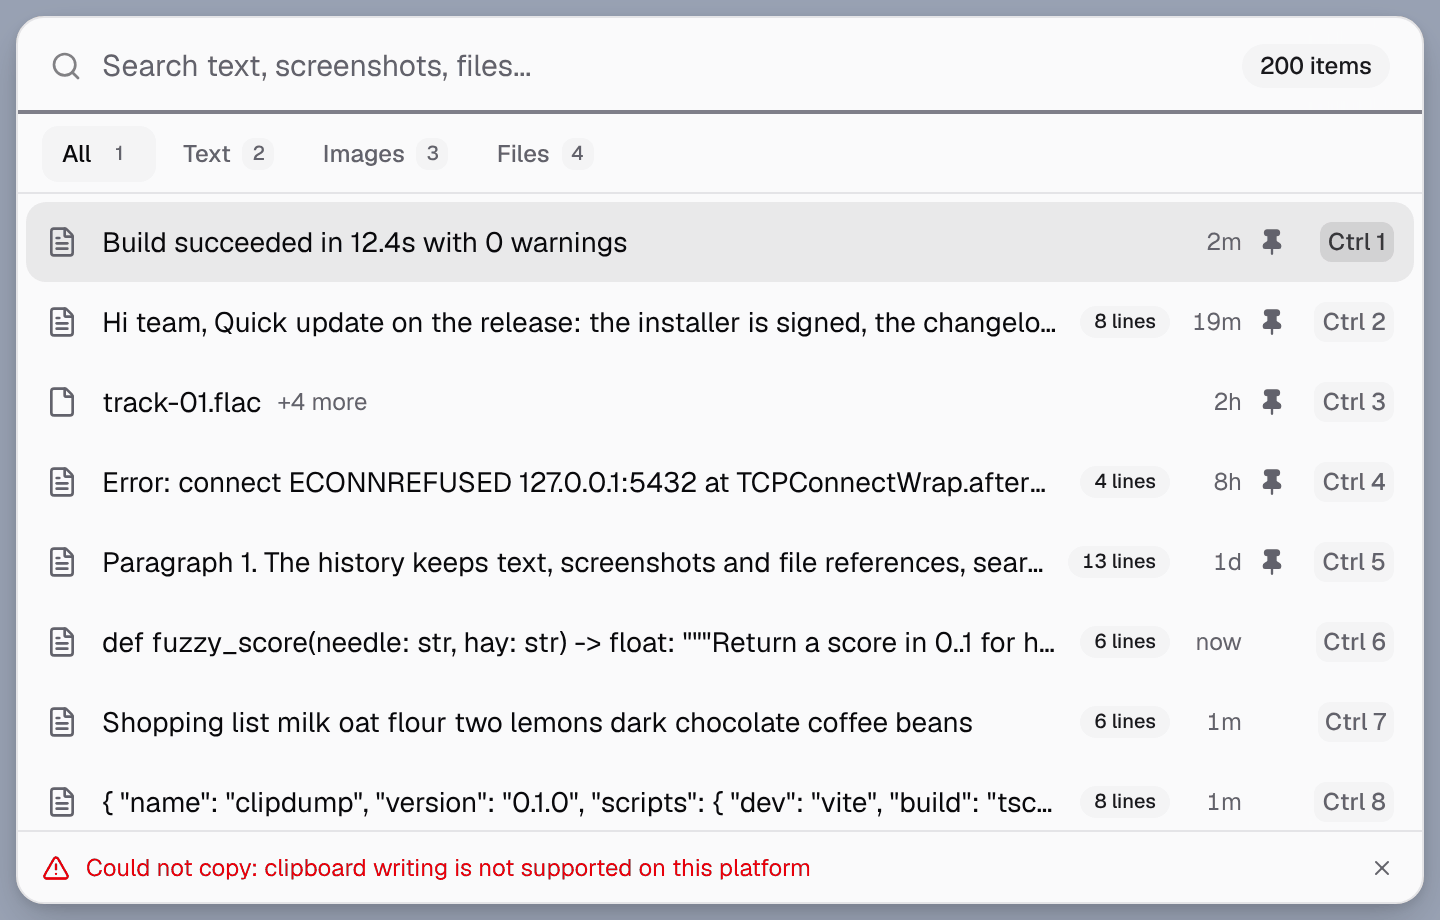 Search text, screenshots, files... 200 items
All 1 Text 2 Images 3 Files 4
Build succeeded in 12.4s with 0 warnings 2m Ctrl 1
Hi team, Quick update on the release: the installer is signed, the changelo... 8 lines 19m Ctrl 2
track-01.flac +4 more 2h Ctrl 3
Error: connect ECONNREFUSED 127.0.0.1:5432 at TCPConnectWrap.after... 4 lines 8h Ctrl 4
Paragraph 1. The history keeps text, screenshots and file references, sear... 13 lines 1d Ctrl 5
def fuzzy_score(needle: str, hay: str) -> float: """Return a score in 0..1 for h... 6 lines now Ctrl 6
Shopping list milk oat flour two lemons dark chocolate coffee beans 6 lines 1m Ctrl 7
{ "name": "clipdump", "version": "0.1.0", "scripts": { "dev": "vite", "build": "tsc... 8 lines 1m Ctrl 8
Could not copy: clipboard writing is not supported on this platform